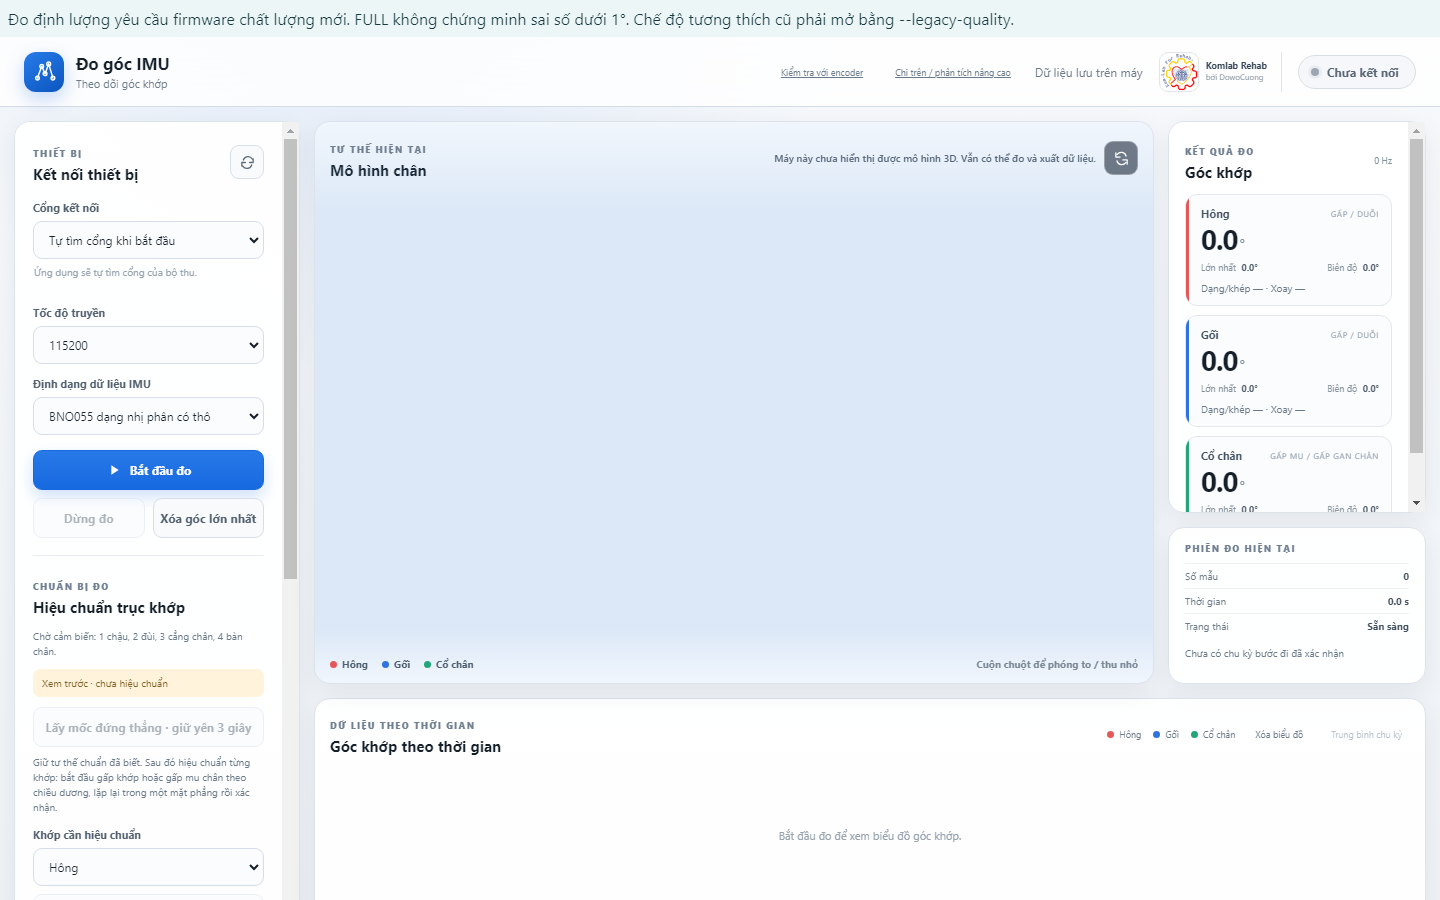 Đo định lượng yêu cầu firmware chất lượng mới. FULL không chứng minh sai số dưới 1°. Chế độ tương thích cũ phải mở bằng --legacy-quality.
Đo góc IMU
Theo dõi góc khớp
Kiểm tra với encoder
Chi trên / phân tích nâng cao
Dữ liệu lưu trên máy
Komlab Rehab
bởi DowoCuong
Chưa kết nối
THIẾT BỊ
Kết nối thiết bị
Cổng kết nối
Tự tìm cổng khi bắt đầu
Ứng dụng sẽ tự tìm cổng của bộ thu.
Tốc độ truyền
115200
Định dạng dữ liệu IMU
BNO055 dạng nhị phân có thô
Bắt đầu đo
Dừng đo
Xóa góc lớn nhất
CHUẨN BỊ ĐO
Hiệu chuẩn trục khớp
Chờ cảm biến: 1 chậu, 2 đùi, 3 cẳng chân, 4 bàn
chân.
Xem trước · chưa hiệu chuẩn
Lấy mốc đứng thẳng · giữ yên 3 giây
Giữ tư thế chuẩn đã biết. Sau đó hiệu chuẩn từng
khớp: bắt đầu gấp khớp hoặc gấp mu chân theo
chiều dương, lặp lại trong một mặt phẳng rồi xác
nhận.
Khớp cần hiệu chuẩn
Hông
TƯ THẾ HIỆN TẠI
Mô hình chân
Máy này chưa hiển thị được mô hình 3D. Vẫn có thể đo và xuất dữ liệu.
Hông
Gối
Cổ chân
Cuộn chuột để phóng to / thu nhỏ
KẾT QUẢ ĐO
Góc khớp
0 Hz
Hông
GẤP / DUỖI
0.0°
Lớn nhất 0.0°
Biên độ 0.0°
Dạng/khép — · Xoay —
Gối
GẤP / DUỖI
0.0°
Lớn nhất 0.0°
Biên độ 0.0°
Dạng/khép — · Xoay —
Cổ chân
GẤP MU / GẤP GAN CHÂN
0.0°
Lớn nhất 0.0°
Biên độ 0.0°
PHIÊN ĐO HIỆN TẠI
Số mẫu
0
Thời gian
0.0 s
Trạng thái
Sẵn sàng
Chưa có chu kỳ bước đi đã xác nhận
DỮ LIỆU THEO THỜI GIAN
Góc khớp theo thời gian
Hông
Gối
Cổ chân
Xóa biểu đồ
Trung bình chu kỳ
Bắt đầu đo để xem biểu đồ góc khớp.